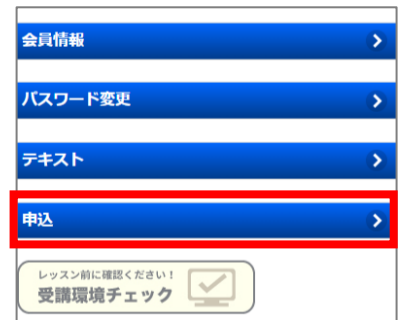 会員情報
パスワード変更
テキスト
申込
レッスン前に確認ください！
受講環境チェック